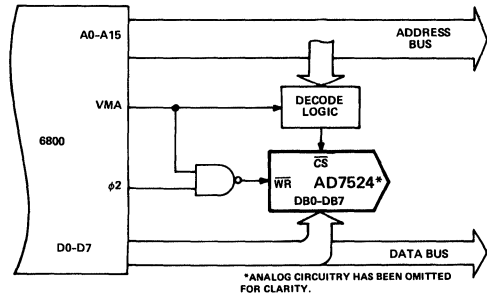 A0-A15
ADDRESS
BUS
VMA
DECODE
LOGIC
6800
CS
WR
AD7524*
φ2
DB0-DB7
D0-D7
DATA BUS
*ANALOG CIRCUITRY HAS BEEN OMITTED
FOR CLARITY.